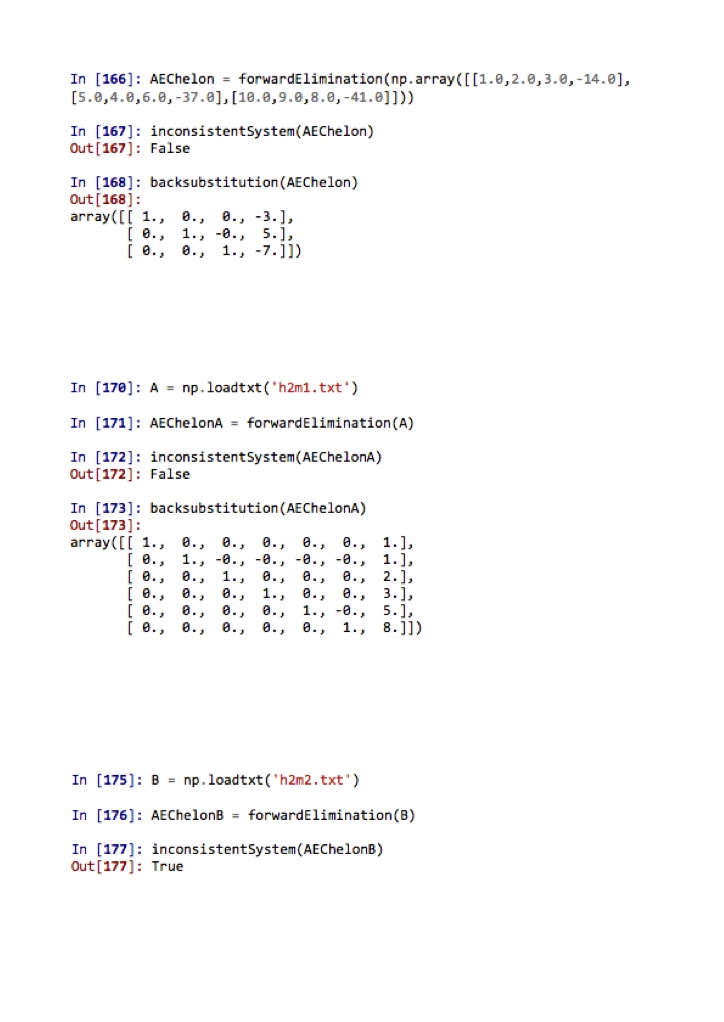 In [166]: AEChelon = forwardElimination(np.array([[1.0,2.0,3.0,-14.0],
[5.0,4.0,6.0,-37.0],[10.0,9.0,8.0,-41.0]]))
In [167]: inconsistentSystem(AEChelon)
Out[167]: False
In [168]: backsubstitution(AEChelon)
Out[168]:
array([[ 1., 0., 0., -3.],
[ 0., 1., -0., 5.],
[ 0., 0., 1., -7.]])
In [170]: A = np.loadtxt('h2m1.txt')
In [171]: AEChelonA = forwardElimination(A)
In [172]: inconsistentSystem(AEChelonA)
Out[172]: False
In [173]: backsubstitution(AEChelonA)
Out[173]:
array([[ 1., 0., 0., 0., 0., 0., 1.],
[ 0., 1., -0., -0., -0., -0., 1.],
[ 0., 0., 1., 0., 0., 0., 2.],
[ 0., 0., 0., 1., 0., 0., 3.],
[ 0., 0., 0., 0., 1., -0., 5.],
[ 0., 0., 0., 0., 0., 1., 8.]])
In [175]: B = np.loadtxt('h2m2.txt')
In [176]: AEChelonB = forwardElimination(B)
In [177]: inconsistentSystem(AEChelonB)
Out[177]: True